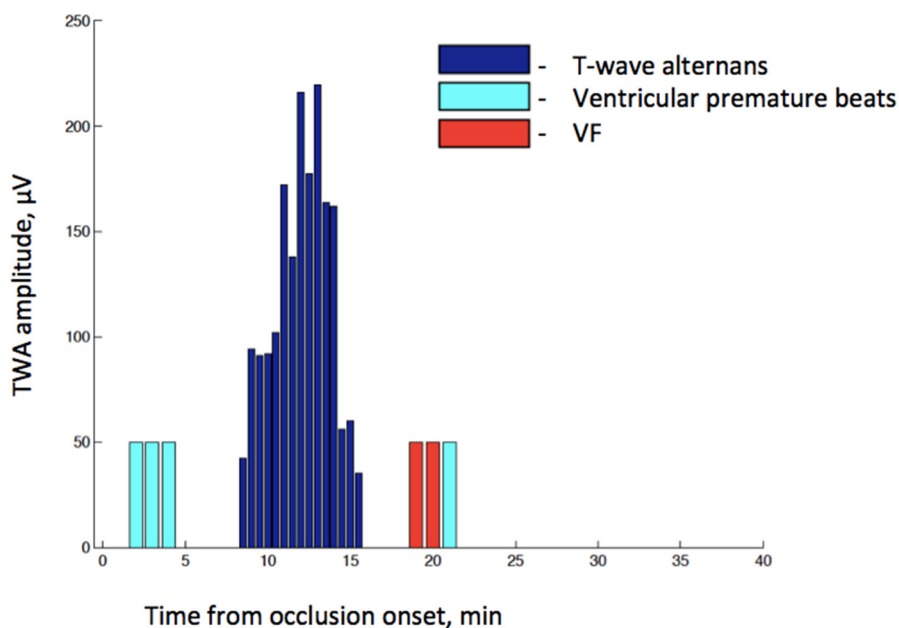 250
200
150
100
50
0
TWA amplitude, µV
- T-wave alternans
- Ventricular premature beats
- VF
0 5 10 15 20 25 30 35 40
Time from occlusion onset, min